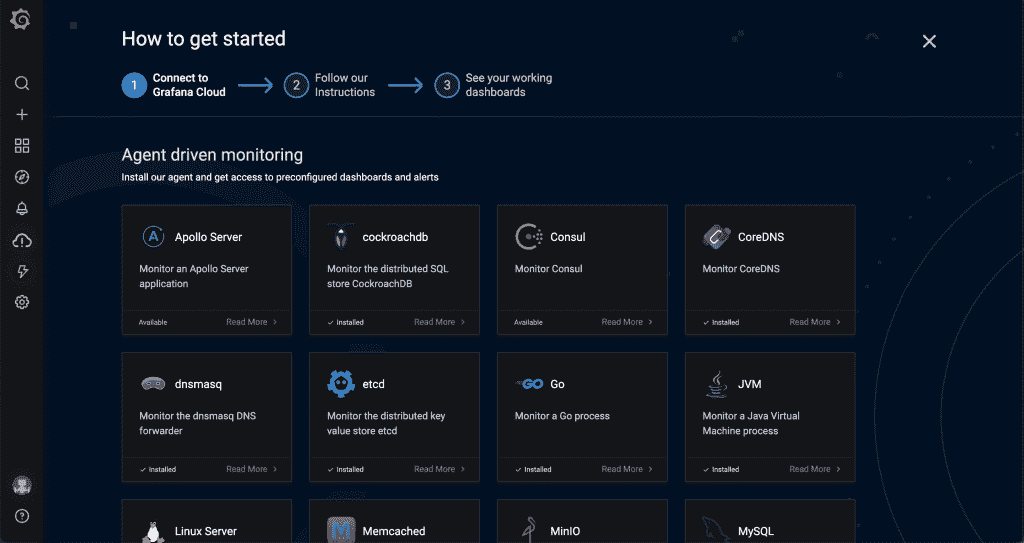 How to get started
1
Connect to
Grafana Cloud
2
Follow our
Instructions
3
See your working
dashboards
Agent driven monitoring
Install our agent and get access to preconfigured dashboards and alerts
A Apollo Server
Monitor an Apollo Server
application
Available Read More >
cockroachdb
Monitor the distributed SQL
store CockroachDB
✓ Installed Read More >
Consul
Monitor Consul
Available Read More >
CoreDNS
Monitor CoreDNS
✓ Installed Read More >
dnsmasq
Monitor the dnsmasq DNS
forwarder
✓ Installed Read More >
etcd
Monitor the distributed key
value store etcd
✓ Installed Read More >
GO Go
Monitor a Go process
✓ Installed Read More >
JVM
Monitor a Java Virtual
Machine process
✓ Installed Read More >
Linux Server
Memcached
MinIO
MySQL